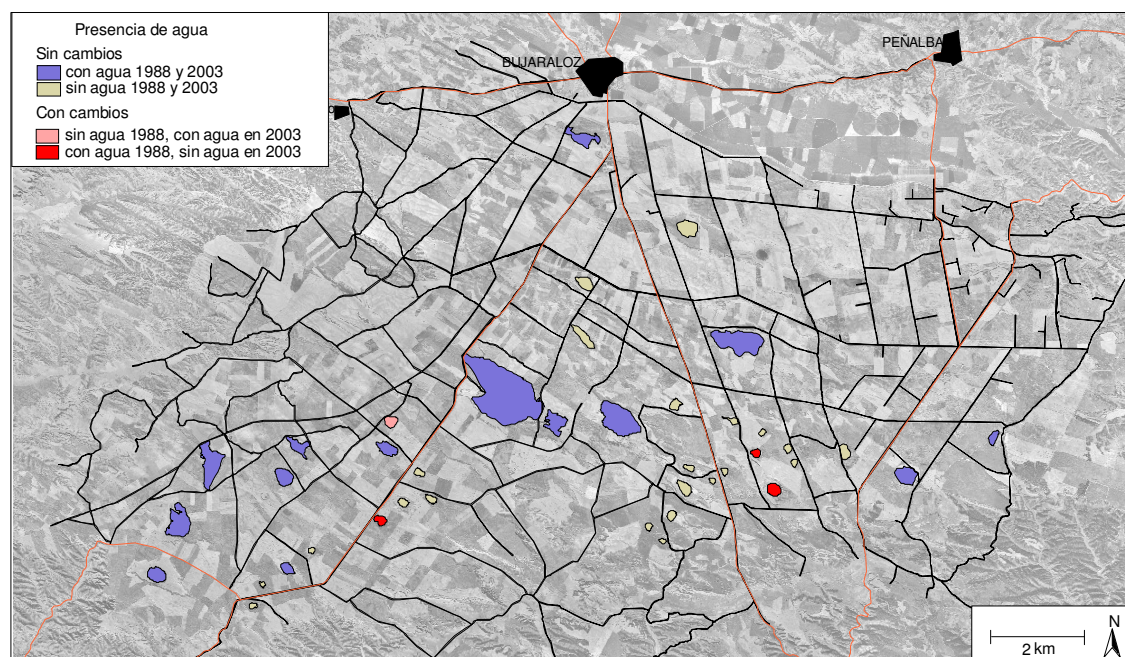 Presencia de agua
Sin cambios
con agua 1988 y 2003
sin agua 1988 y 2003
Con cambios
sin agua 1988, con agua en 2003
con agua 1988, sin agua en 2003
BUJARALOZ
PEÑALBA
N
2 km